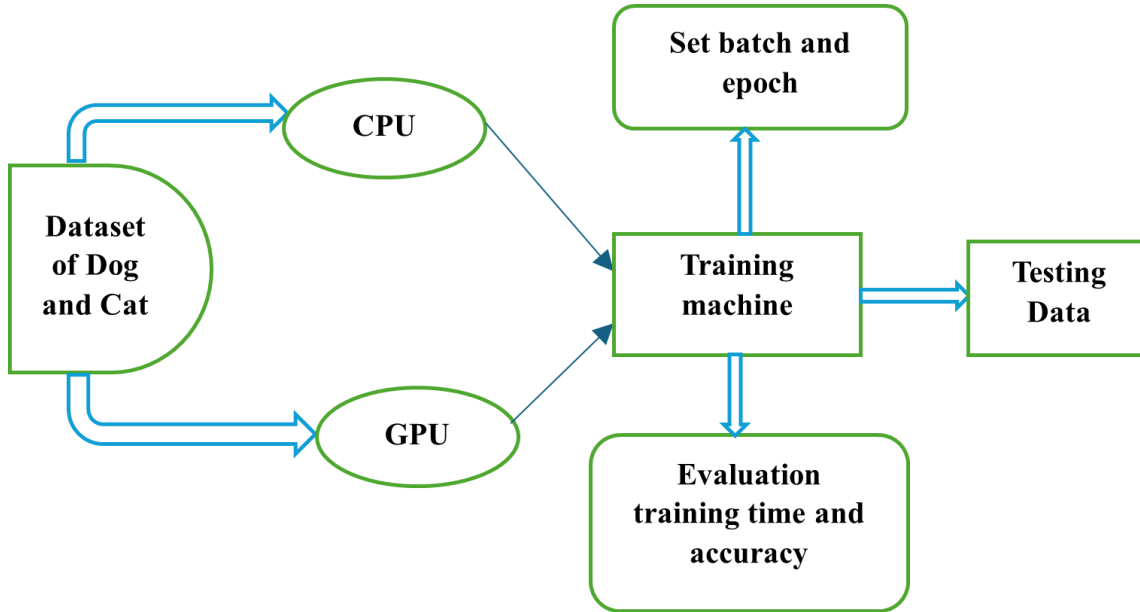 Set batch and
epoch
CPU
Dataset
of Dog
and Cat
Training
machine
Testing
Data
GPU
Evaluation
training time and
accuracy